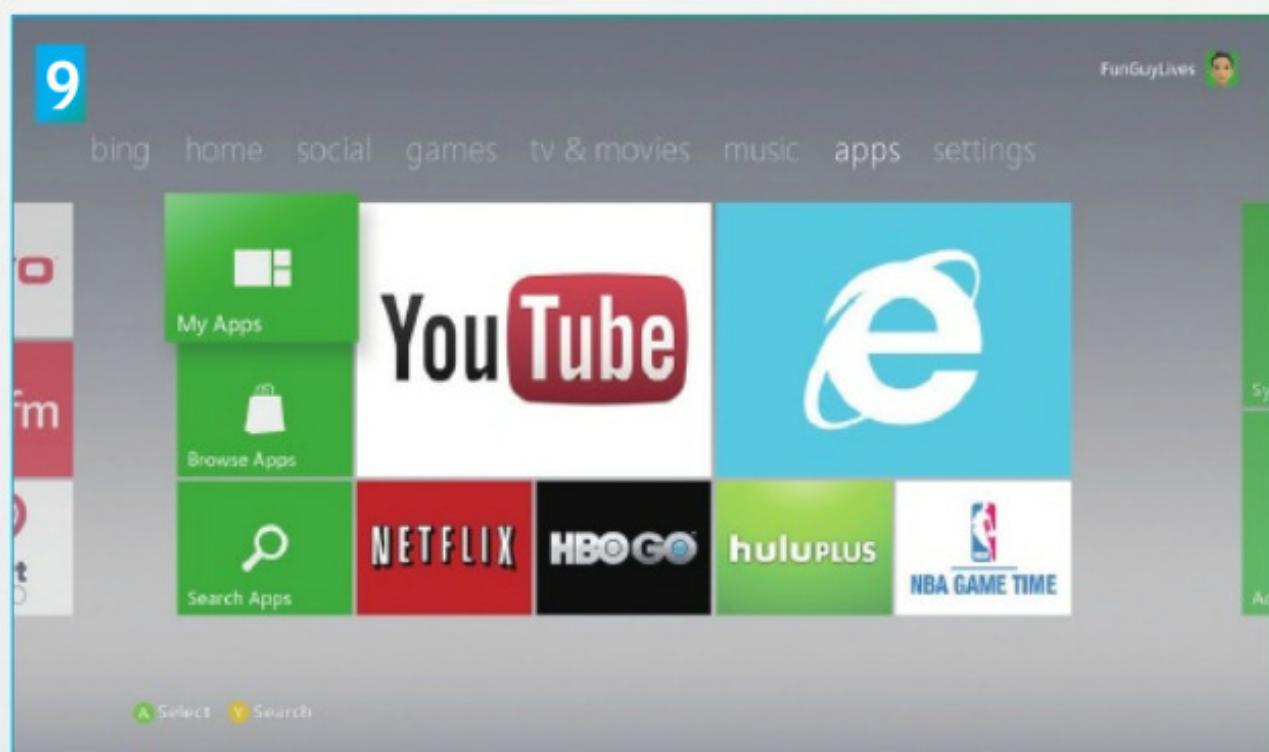 9
FunGuyLives
bing home social games tv & movies music apps settings
My Apps
YouTube
Browse Apps
fm
Search Apps
NETFLIX
HBO GO
huluPLUS
NBA GAME TIME
A Select Y Search